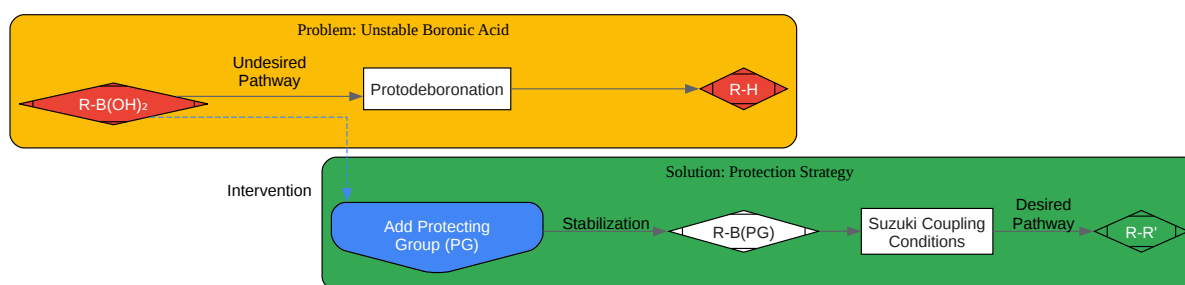 Problem: Unstable Boronic Acid
Undesired
Pathway
R-B(OH)₂
Protodeboronation
R-H
Intervention
Solution: Protection Strategy
Add Protecting
Group (PG)
Stabilization
R-B(PG)
Suzuki Coupling
Conditions
Desired
Pathway
R-R'